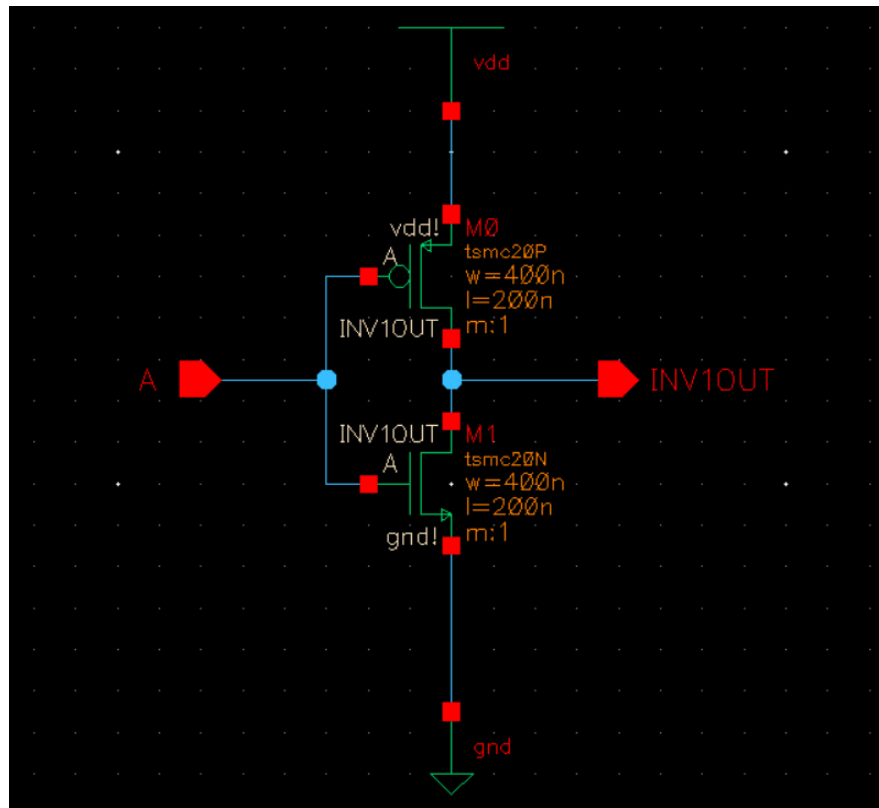 vdd
vdd!
M0
tsmc20P
A
w=400n
l=200n
INV1OUT
m:1
A
INV1OUT
INV1OUT
M1
A
tsmc20N
w=400n
l=200n
gnd!
m:1
gnd